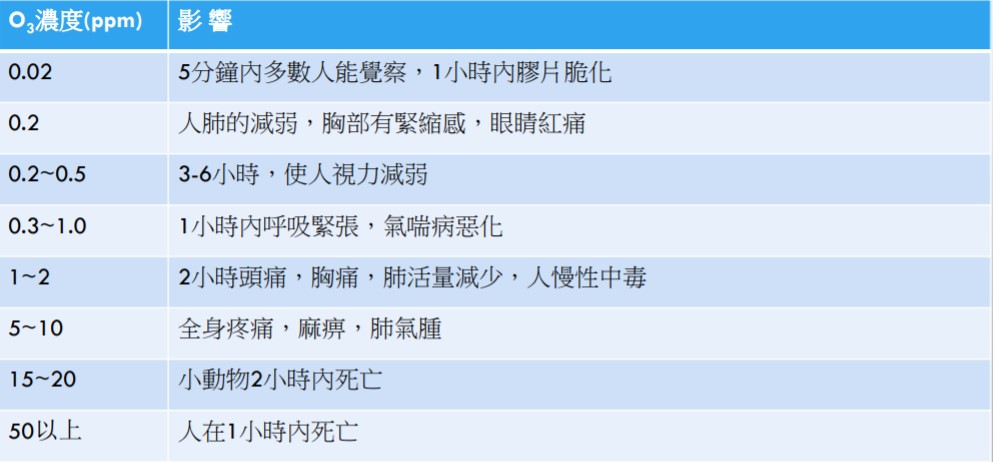 O₃濃度(ppm) 影 響
0.02 5分鐘內多數人能覺察，1小時內膠片脆化
0.2 人肺的減弱，胸部有緊縮感，眼睛紅痛
0.2~0.5 3-6小時，使人視力減弱
0.3~1.0 1小時內呼吸緊張，氣喘病惡化
1~2 2小時頭痛，胸痛，肺活量減少，人慢性中毒
5~10 全身疼痛，麻痹，肺氣腫
15~20 小動物2小時內死亡
50以上 人在1小時內死亡